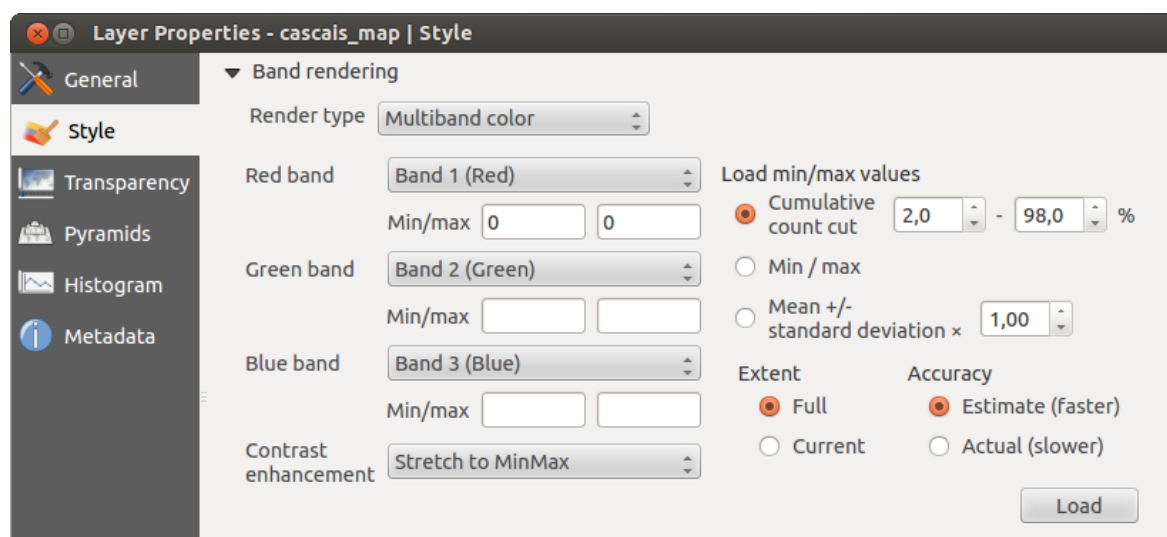 Layer Properties - cascais_map | Style
General
Style
Transparency
Pyramids
Histogram
Metadata
Band rendering
Render type Multiband color
Red band Band 1 (Red)
Min/max 0 0
Green band Band 2 (Green)
Min/max
Blue band Band 3 (Blue)
Min/max
Contrast
enhancement Stretch to MinMax
Load min/max values
Cumulative
count cut 2,0 - 98,0 %
Min / max
Mean +/-
standard deviation × 1,00
Extent Accuracy
Full Estimate (faster)
Current Actual (slower)
Load